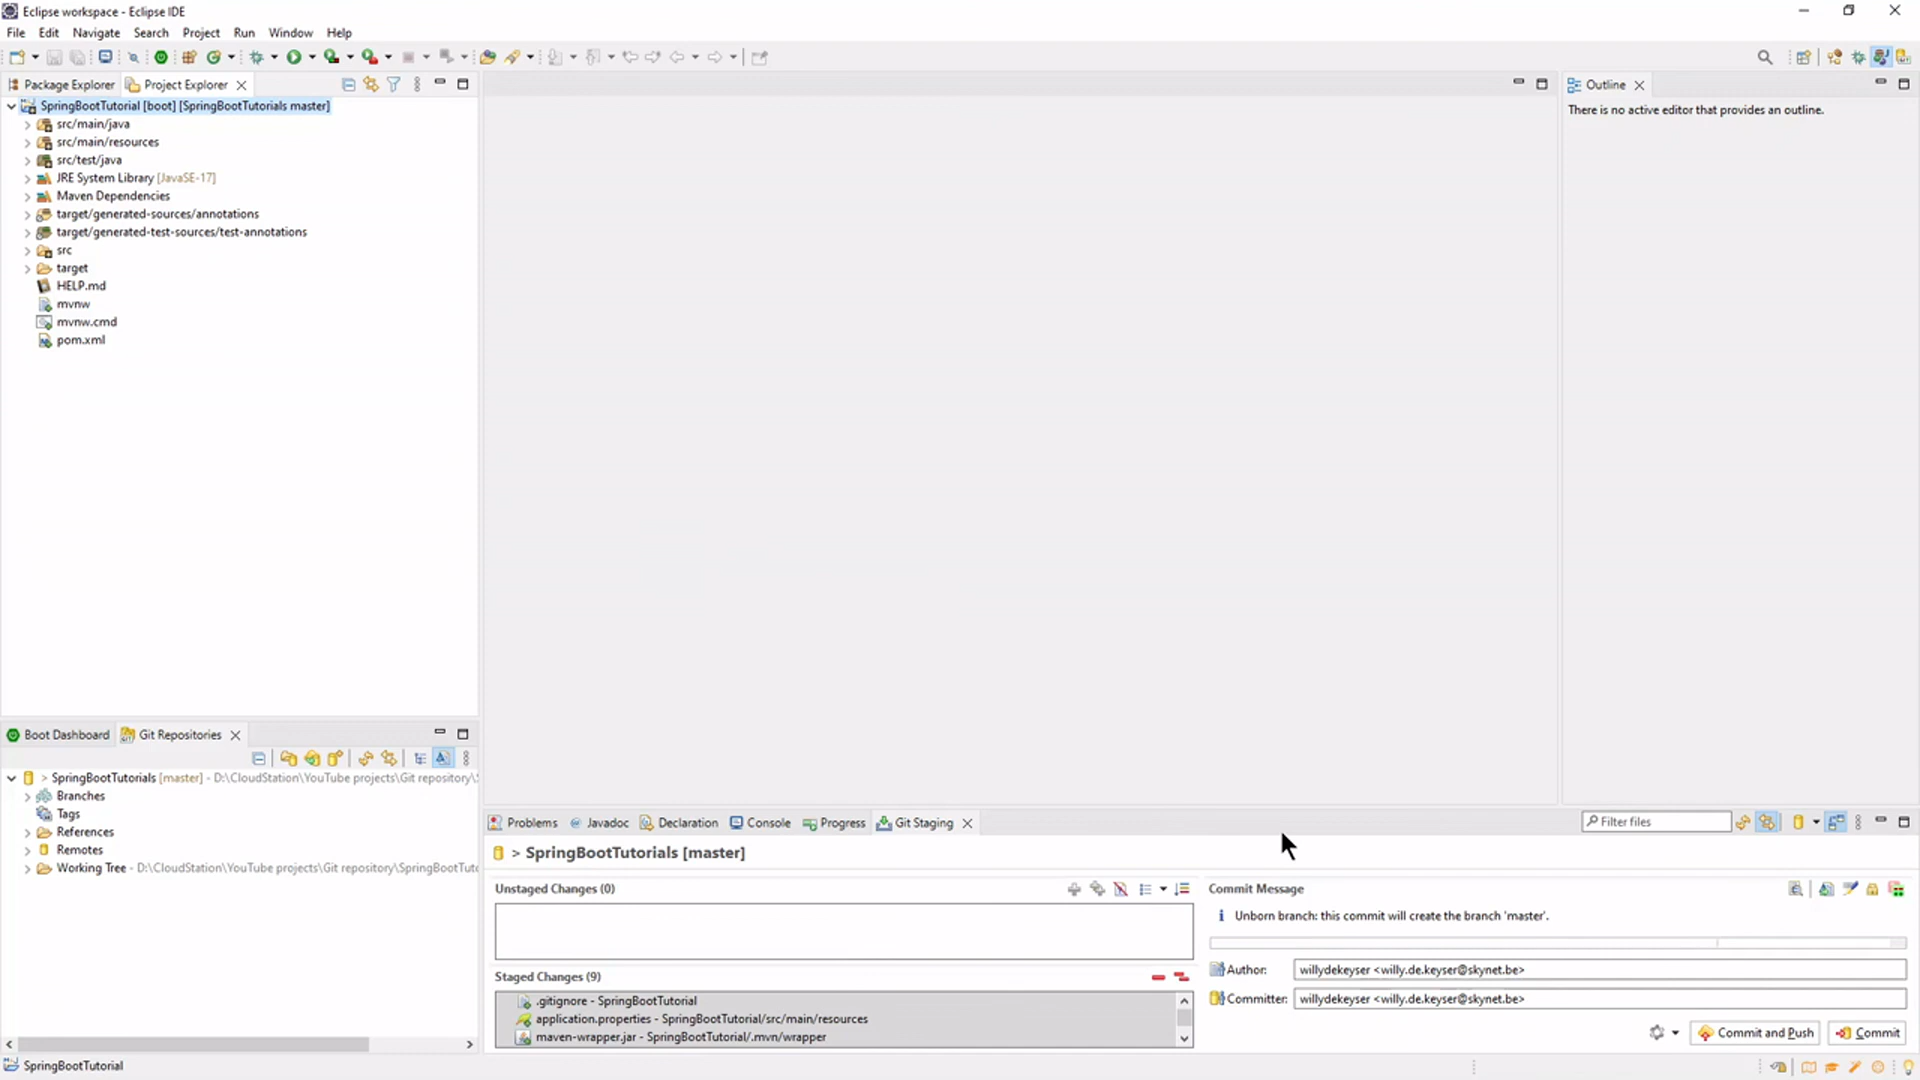 Eclipse workspace - Eclipse IDE
File Edit Navigate Search Project Run Window Help
Package Explorer
Project Explorer
SpringBootTutorial [boot] [SpringBootTutorials master]
src/main/java
src/main/resources
src/test/java
JRE System Library [JavaSE-17]
Maven Dependencies
target/generated-sources/annotations
target/generated-test-sources/test-annotations
src
target
HELP.md
mvnw
mvnw.cmd
pom.xml
Outline
There is no active editor that provides an outline.
Boot Dashboard
Git Repositories
> SpringBootTutorials [master] - D:\CloudStation\YouTube projects\Git repository\
Branches
Tags
References
Remotes
Working Tree - D:\CloudStation\YouTube projects\Git repository\SpringBootTut
Problems
Javadoc
Declaration
Console
Progress
Git Staging
Filter files
> SpringBootTutorials [master]
Unstaged Changes (0)
Staged Changes (9)
.gitignore - SpringBootTutorial
application.properties - SpringBootTutorial/src/main/resources
maven-wrapper.jar - SpringBootTutorial/.mvn/wrapper
Commit Message
Unborn branch: this commit will create the branch 'master'.
Author: willydekeyser <willy.de.keyser@skynet.be>
Committer: willydekeyser <willy.de.keyser@skynet.be>
Commit and Push
Commit
SpringBootTutorial